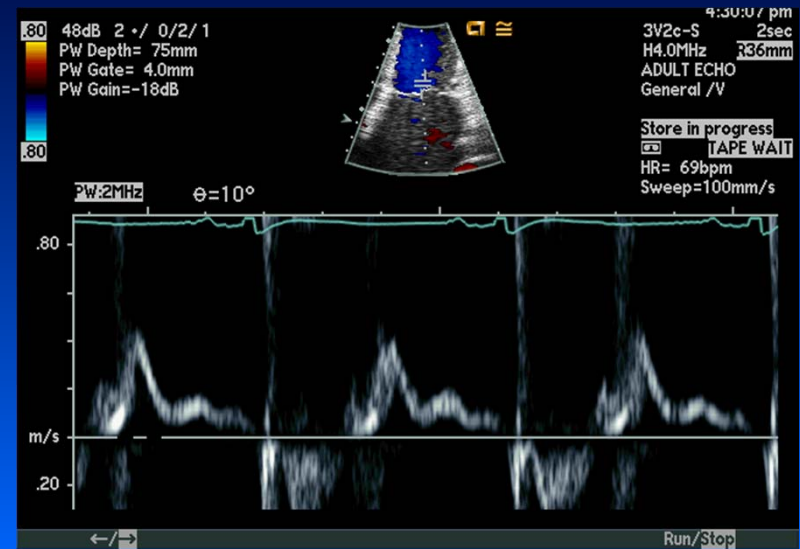 4:30:07 pm
.80 48dB 2 •/ 0/2/1
PW Depth= 75mm
PW Gate= 4.0mm
PW Gain=-18dB
.80
3V2c-S 2sec
H4.0MHz R36mm
ADULT ECHO
General /V
Store in progress
TAPE WAIT
HR= 69bpm
Sweep=100mm/s
PW:2MHz θ=10°
.80
m/s
.20
←/→ Run/Stop